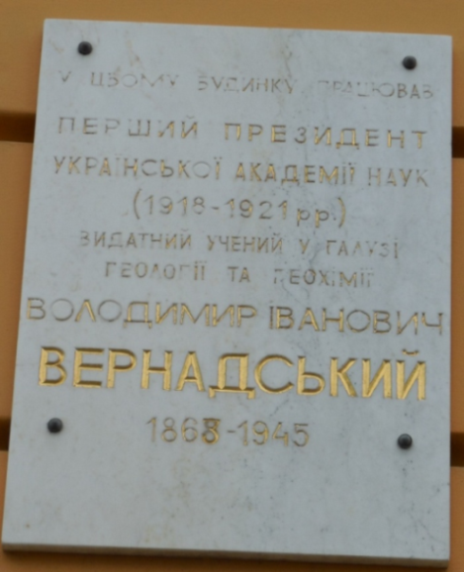 У ЦЬОМУ БУДИНКУ ПРАЦЮВАВ
ПЕРШИЙ ПРЕЗИДЕНТ
УКРАЇНСЬКОЇ АКАДЕМІЇ НАУК
(1918-1921 рр.)
ВИДАТНИЙ УЧЕНИЙ У ГАЛУЗІ
ГЕОЛОГІЇ ТА ГЕОХІМІЇ
ВОЛОДИМИР ІВАНОВИЧ
ВЕРНАДСЬКИЙ
1863-1945